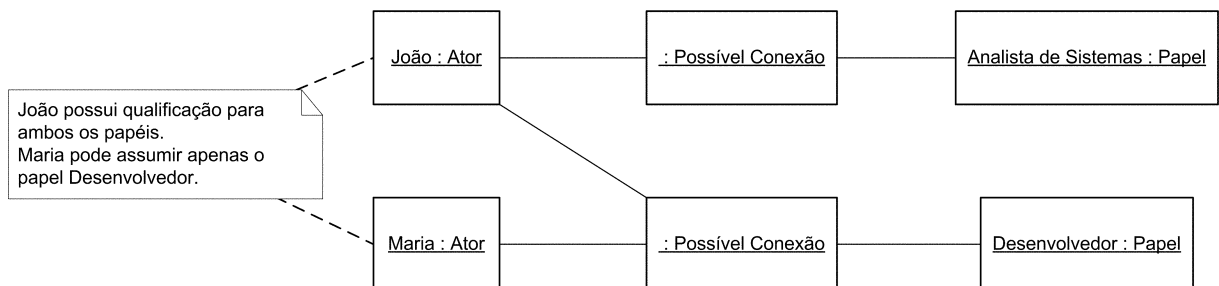 João : Ator
: Possível Conexão
Analista de Sistemas : Papel
João possui qualificação para
ambos os papéis.
Maria pode assumir apenas o
papel Desenvolvedor.
Maria : Ator
: Possível Conexão
Desenvolvedor : Papel